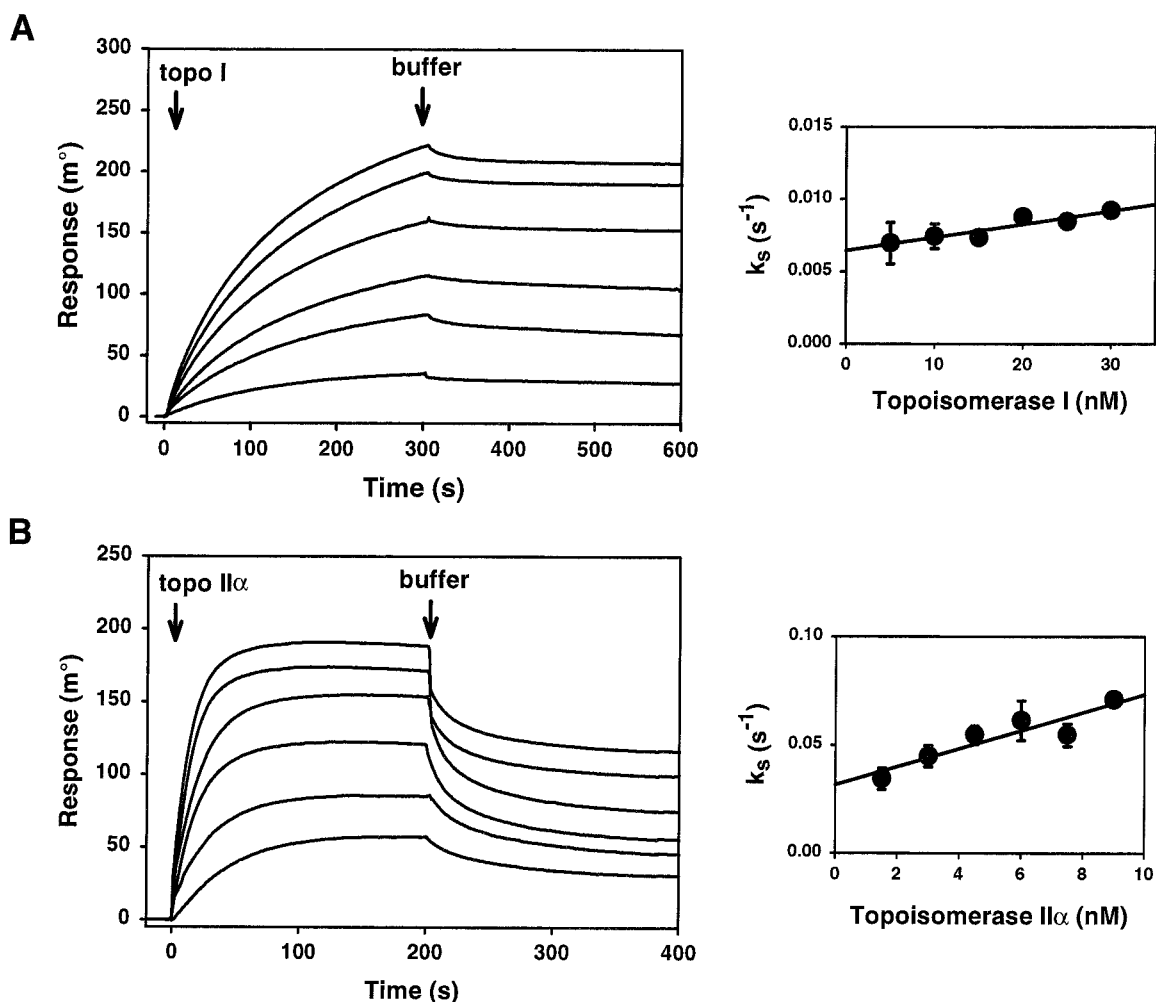 A
300
250
200
150
100
50
0
Response (m°)
topo I
buffer
0 100 200 300 400 500 600
Time (s)
0.015
0.010
0.005
0.000
kₛ (s⁻¹)
0 10 20 30
Topoisomerase I (nM)
B
250
200
150
100
50
0
Response (m°)
topo IIα
buffer
0 100 200 300 400
Time (s)
0.10
0.05
0.00
kₛ (s⁻¹)
0 2 4 6 8 10
Topoisomerase IIα (nM)